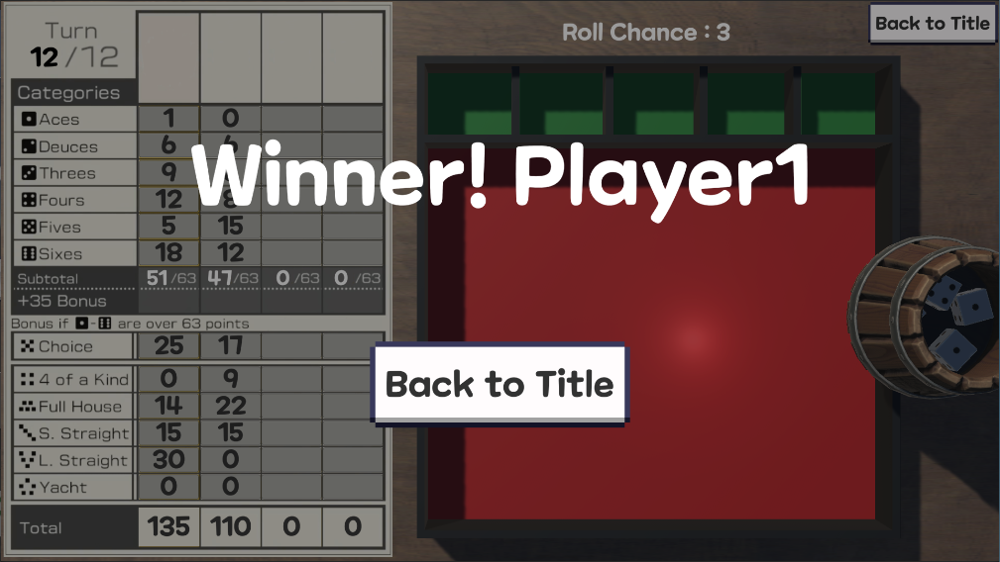 Turn
12/12
Roll Chance : 3
Back to Title
Categories
Aces 1 0
Deuces 6 6
Threes 9
Winner! Player1
Fours 12 8
Fives 5 15
Sixes 18 12
Subtotal 51/63 47/63 0/63 0/63
+35 Bonus
Bonus if - are over 63 points
Choice 25 17
4 of a Kind 0 9
Back to Title
Full House 14 22
S. Straight 15 15
L. Straight 30 0
Yacht 0 0
Total 135 110 0 0